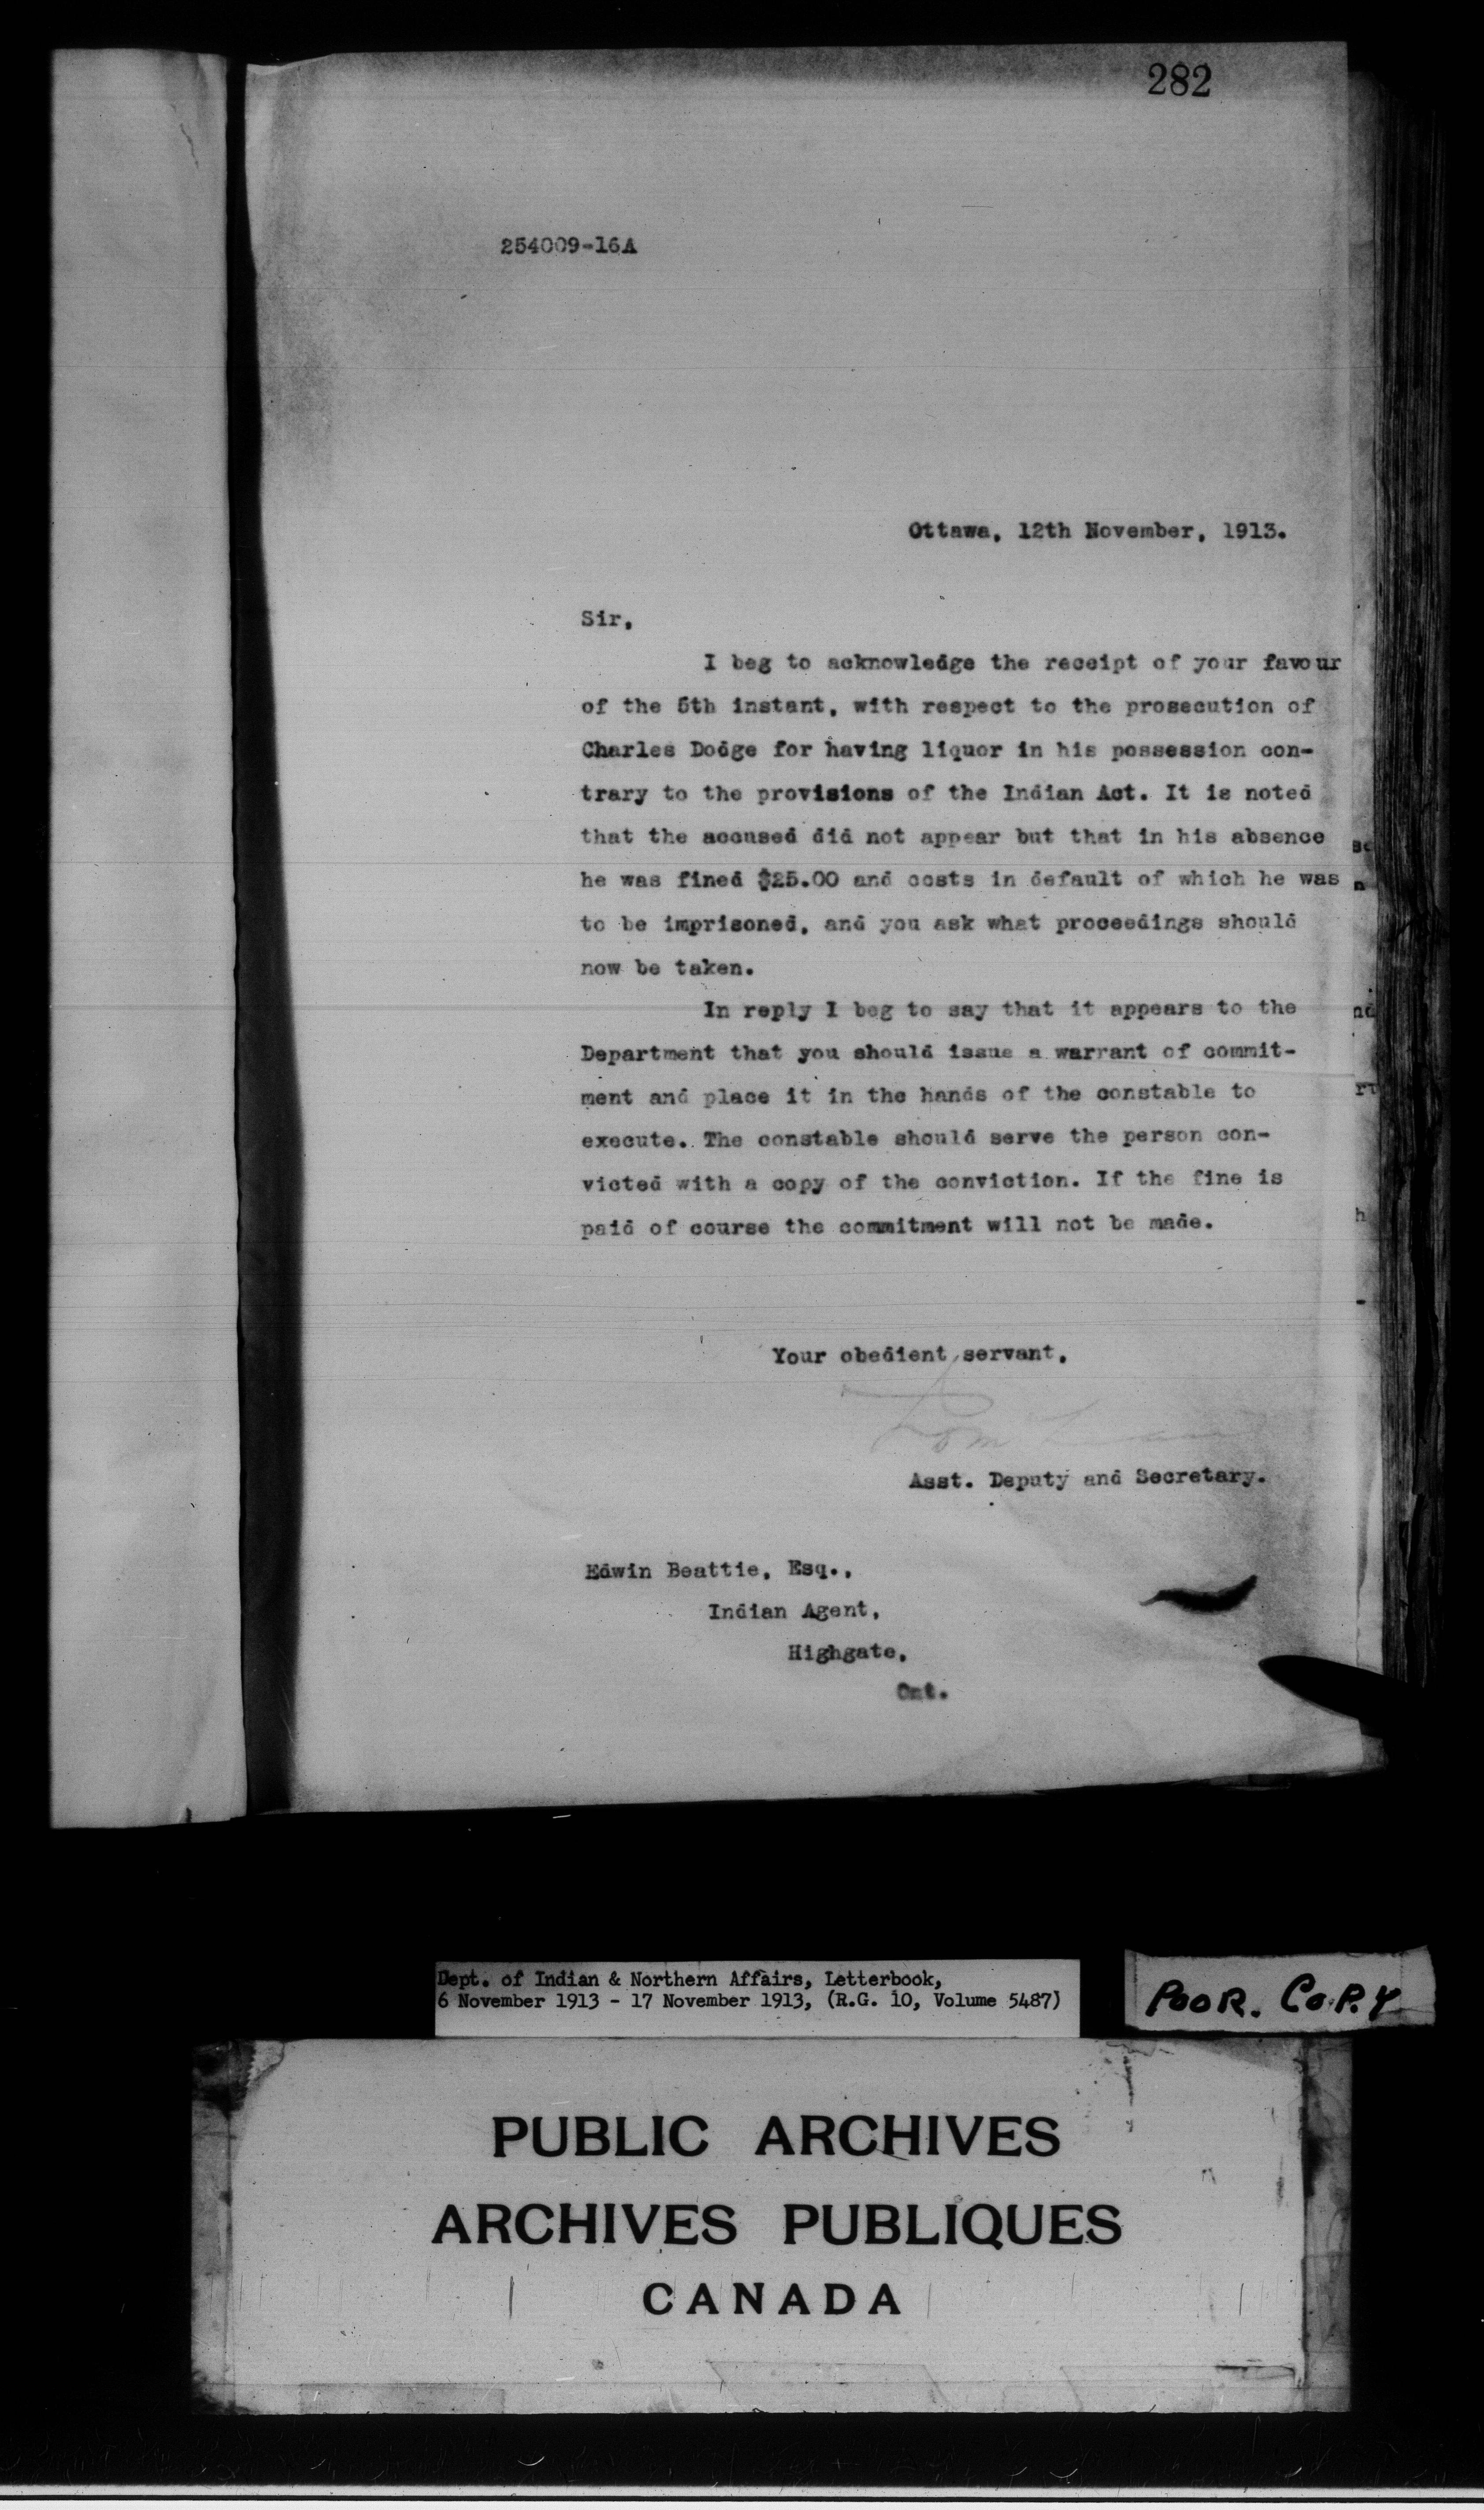 282
254009-16A
Ottawa, 12th November, 1913.
Sir,
I beg to acknowledge the receipt of your favour
of the 5th instant, with respect to the prosecution of
Charles Dodge for having liquor in his possession con-
trary to the provisions of the Indian Act. It is noted
that the accused did not appear but that in his absence
he was fined $25.00 and costs in default of which he was
to be imprisoned, and you ask what proceedings should
now be taken.
In reply I beg to say that it appears to the
Department that you should issue a warrant of commit-
ment and place it in the hands of the constable to
execute. The constable should serve the person con-
victed with a copy of the conviction. If the fine is
paid of course the commitment will not be made.
Your obedient servant,
Asst. Deputy and Secretary.
Edwin Beattie, Esq.,
Indian Agent,
Highgate,
Ont.
Dept. of Indian & Northern Affairs, Letterbook,
6 November 1913 - 17 November 1913, (R.G. 10, Volume 5487)
POOR. COPY
PUBLIC ARCHIVES
ARCHIVES PUBLIQUES
CANADA